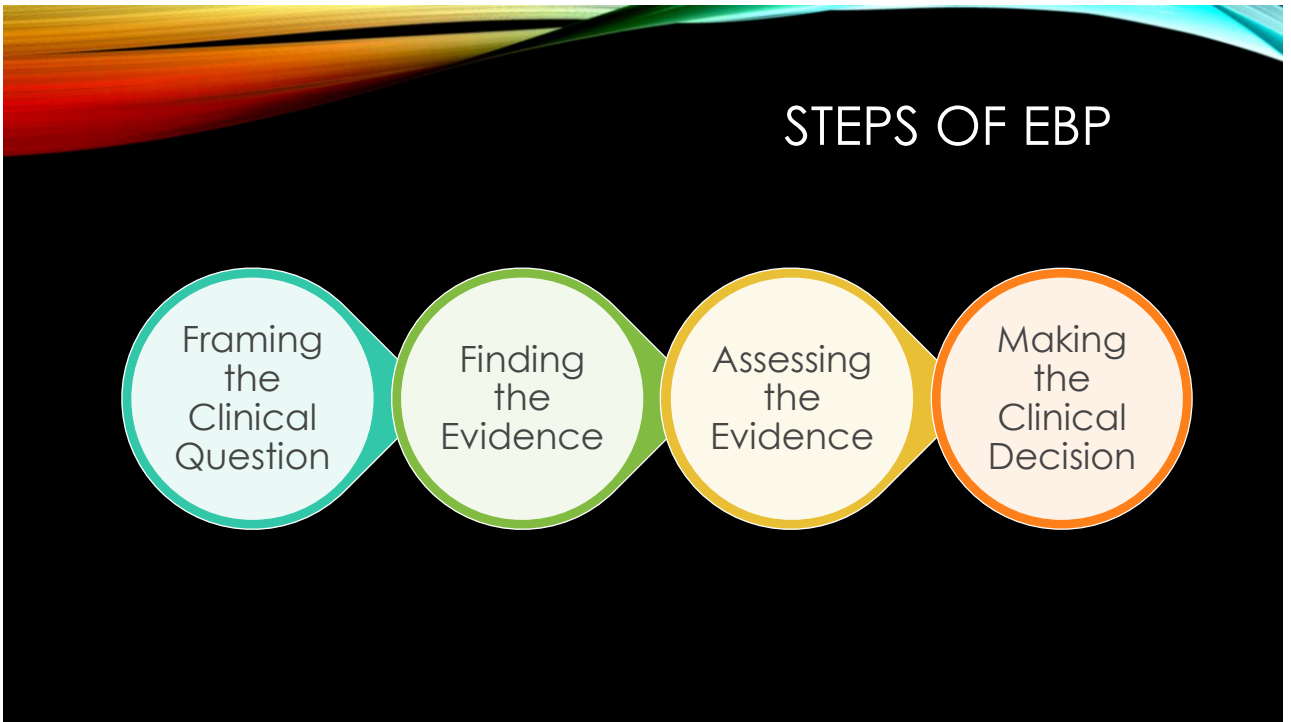 STEPS OF EBP
Framing
the
Clinical
Question
Finding
the
Evidence
Assessing
the
Evidence
Making
the
Clinical
Decision